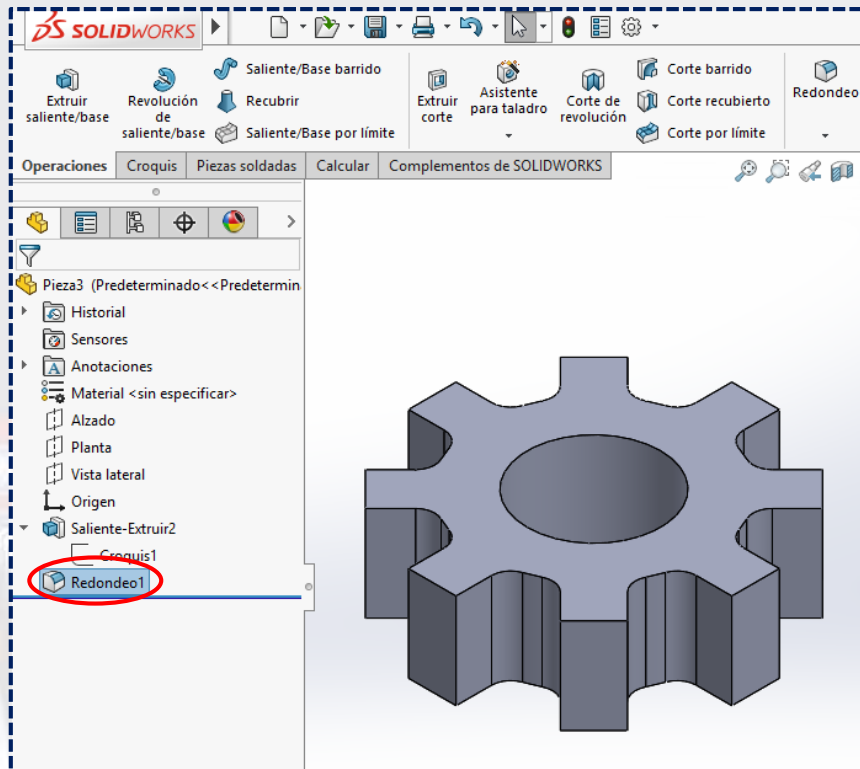 SOLIDWORKS
Extruir saliente/base
Revolución de saliente/base
Saliente/Base barrido
Recubrir
Saliente/Base por límite
Extruir corte
Asistente para taladro
Corte de revolución
Corte barrido
Corte recubierto
Corte por límite
Redondeo
Operaciones Croquis Piezas soldadas Calcular Complementos de SOLIDWORKS
Pieza3 (Predeterminado<<Predetermin
Historial
Sensores
A Anotaciones
Material <sin especificar>
Alzado
Planta
Vista lateral
Origen
Saliente-Extruir2
Croquis1
Redondeo1